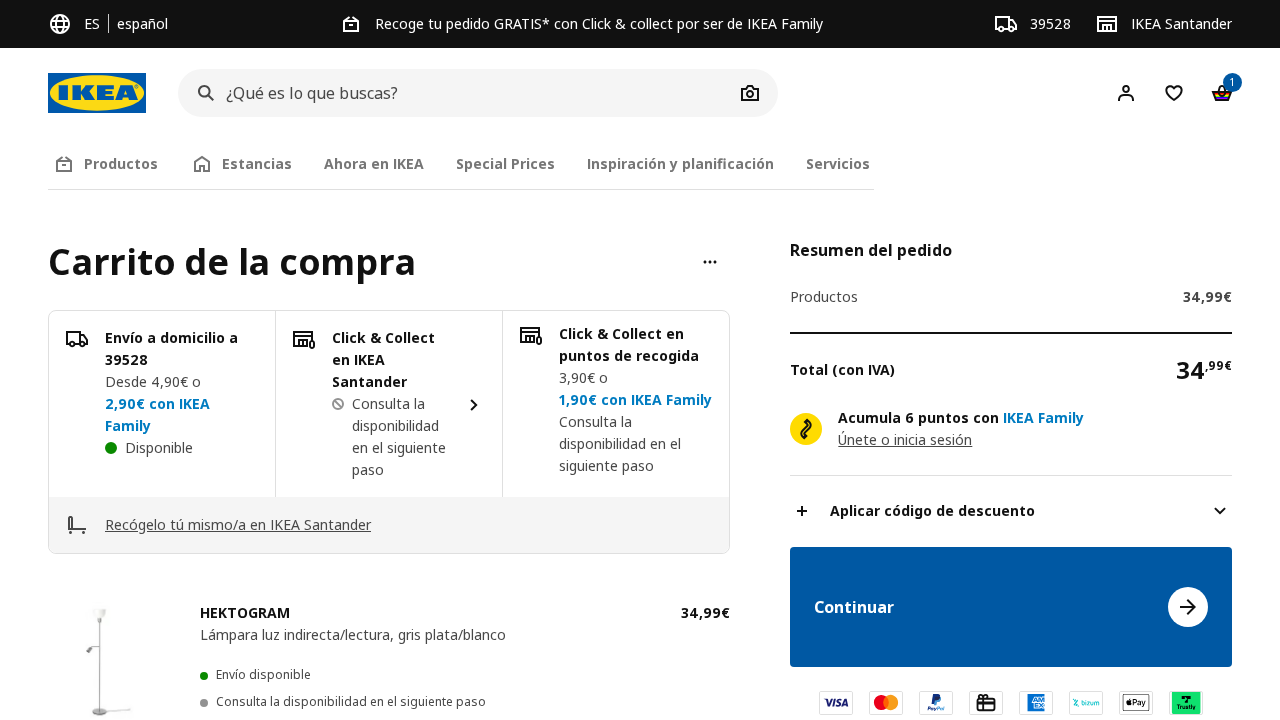 ES | español
Recoge tu pedido GRATIS* con Click & collect por ser de IKEA Family
39528
IKEA Santander
IKEA
¿Qué es lo que buscas?
1
Productos
Estancias
Ahora en IKEA
Special Prices
Inspiración y planificación
Servicios
Carrito de la compra
Envío a domicilio a
39528
Desde 4,90€ o
2,90€ con IKEA
Family
Disponible
Click & Collect
en IKEA
Santander
Consulta la
disponibilidad
en el siguiente
paso
Click & Collect en
puntos de recogida
3,90€ o
1,90€ con IKEA Family
Consulta la
disponibilidad en el
siguiente paso
Recógelo tú mismo/a en IKEA Santander
HEKTOGRAM
34,99€
Lámpara luz indirecta/lectura, gris plata/blanco
Envío disponible
Consulta la disponibilidad en el siguiente paso
Resumen del pedido
Productos
34,99€
Total (con IVA)
34,99€
Acumula 6 puntos con IKEA Family
Únete o inicia sesión
Aplicar código de descuento
Continuar
VISA
PayPal
AMEX
bizum
Pay
Trustly